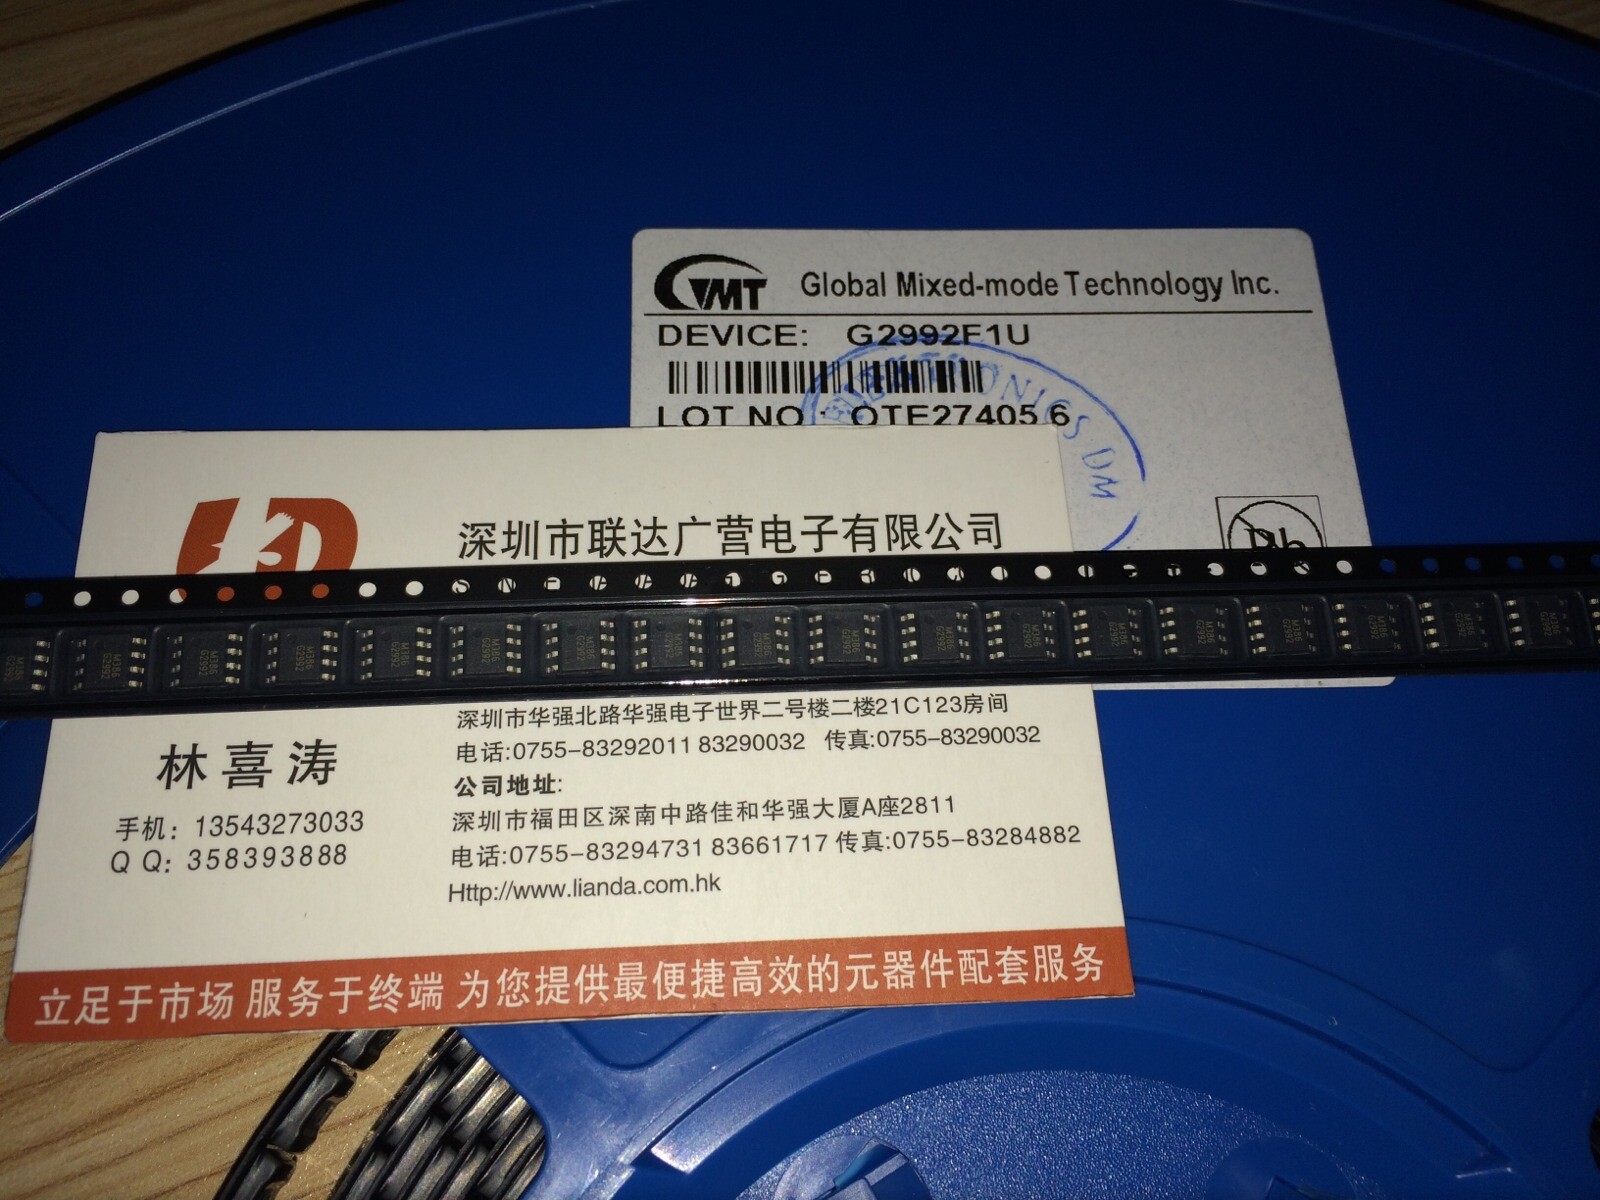 GMT Global Mixed-mode Technology Inc.
DEVICE: G2992F1U
LOT NO.: OTE27405.6
ELECTRONICS DM
Pb
深圳市联达广营电子有限公司
M386
G2992
深圳市华强北路华强电子世界二号楼二楼21C123房间
电话:0755-83292011 83290032 传真:0755-83290032
林喜涛
公司地址:
手机：13543273033
深圳市福田区深南中路佳和华强大厦A座2811
Q Q：358393888
电话:0755-83294731 83661717 传真:0755-83284882
Http://www.lianda.com.hk
立足于市场 服务于终端 为您提供最便捷高效的元器件配套服务